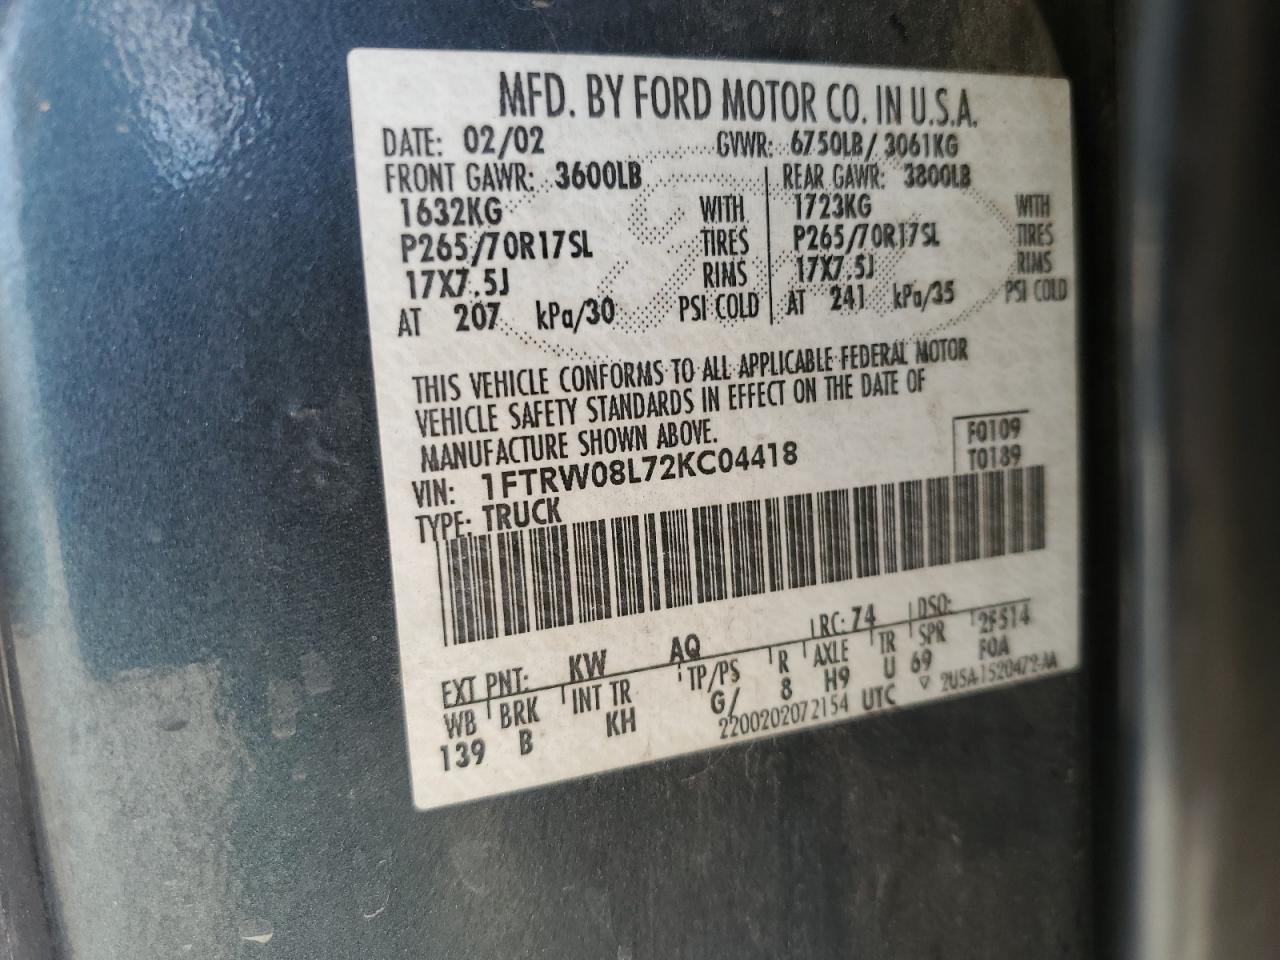 MFD. BY FORD MOTOR CO. IN U.S.A.
DATE: 02/02 GVWR: 6750LB/ 3061KG
FRONT GAWR: 3600LB REAR GAWR: 3800LB
1632KG WITH 1723KG WITH
P265/70R17SL TIRES P265/70R17SL TIRES
17X7.5J RIMS 17X7.5J RIMS
AT 207 kPa/30 PSI COLD AT 241 kPa/35 PSI COLD
THIS VEHICLE CONFORMS TO ALL APPLICABLE FEDERAL MOTOR
VEHICLE SAFETY STANDARDS IN EFFECT ON THE DATE OF
MANUFACTURE SHOWN ABOVE.
F0109
VIN: 1FTRW08L72KC04418
T0189
TYPE: TRUCK
EXT PNT: KW AQ RC: 74 DSO:
WB BRK INT TR TP/PS R AXLE TR SPR 2F514
139 B KH G/ 8 H9 U 69 FOA
2200202072154 UTC ▽ 2U5A-1520472-AA